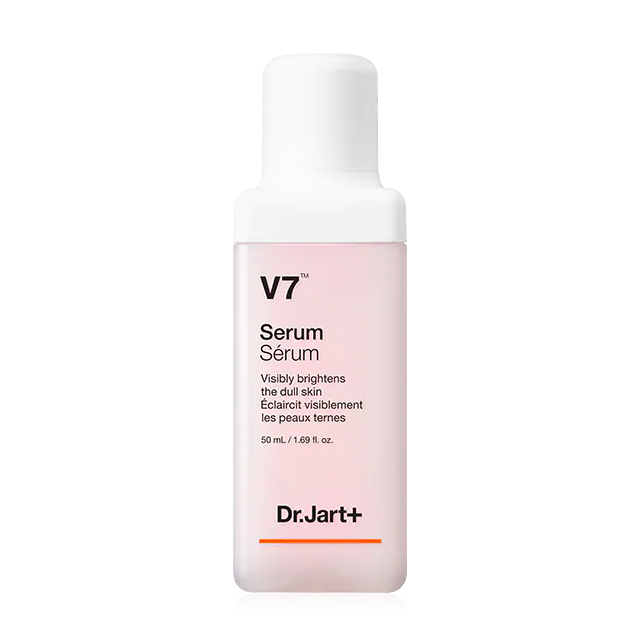 V7™
Serum
Sérum
Visibly brightens
the dull skin
Éclaircit visiblement
les peaux ternes
50 mL / 1.69 fl. oz.
Dr.Jart+